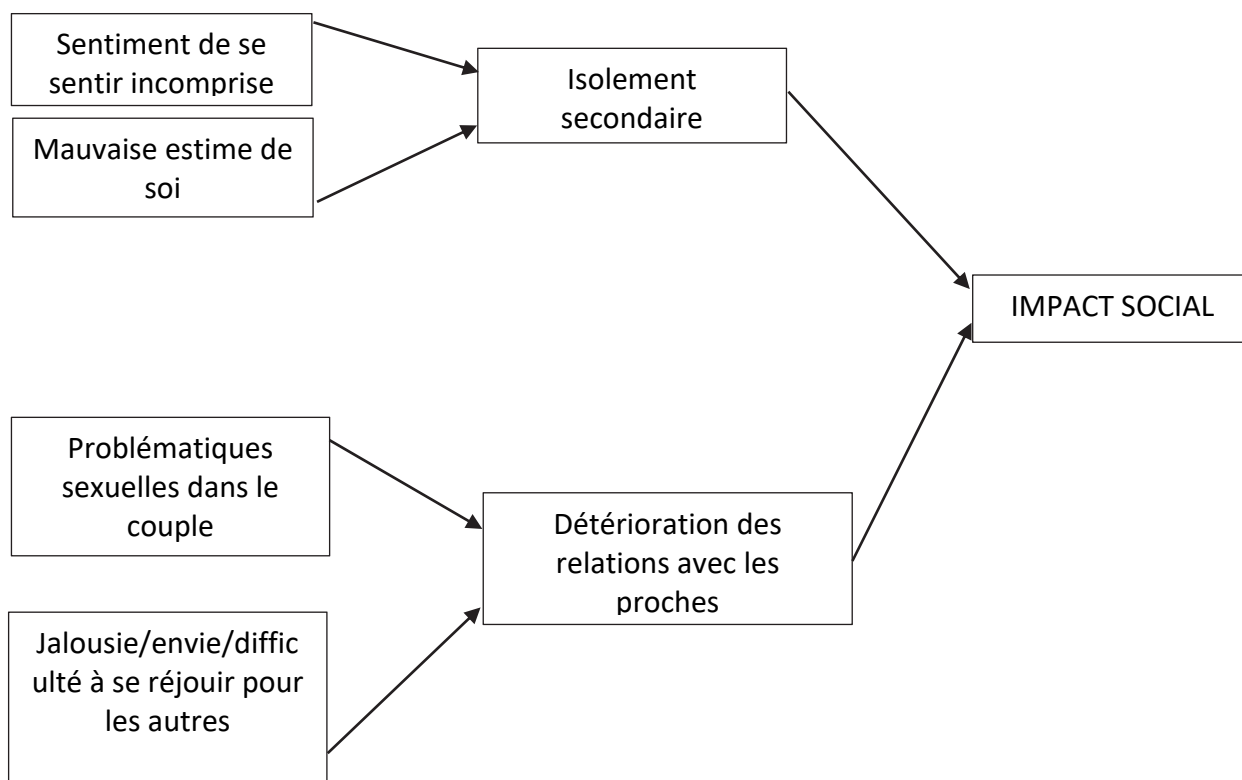 Sentiment de se
sentir incomprise
Mauvaise estime de
soi
Isolement
secondaire
IMPACT SOCIAL
Problématiques
sexuelles dans le
couple
Détérioration des
relations avec les
proches
Jalousie/envie/diffic
ulté à se réjouir pour
les autres